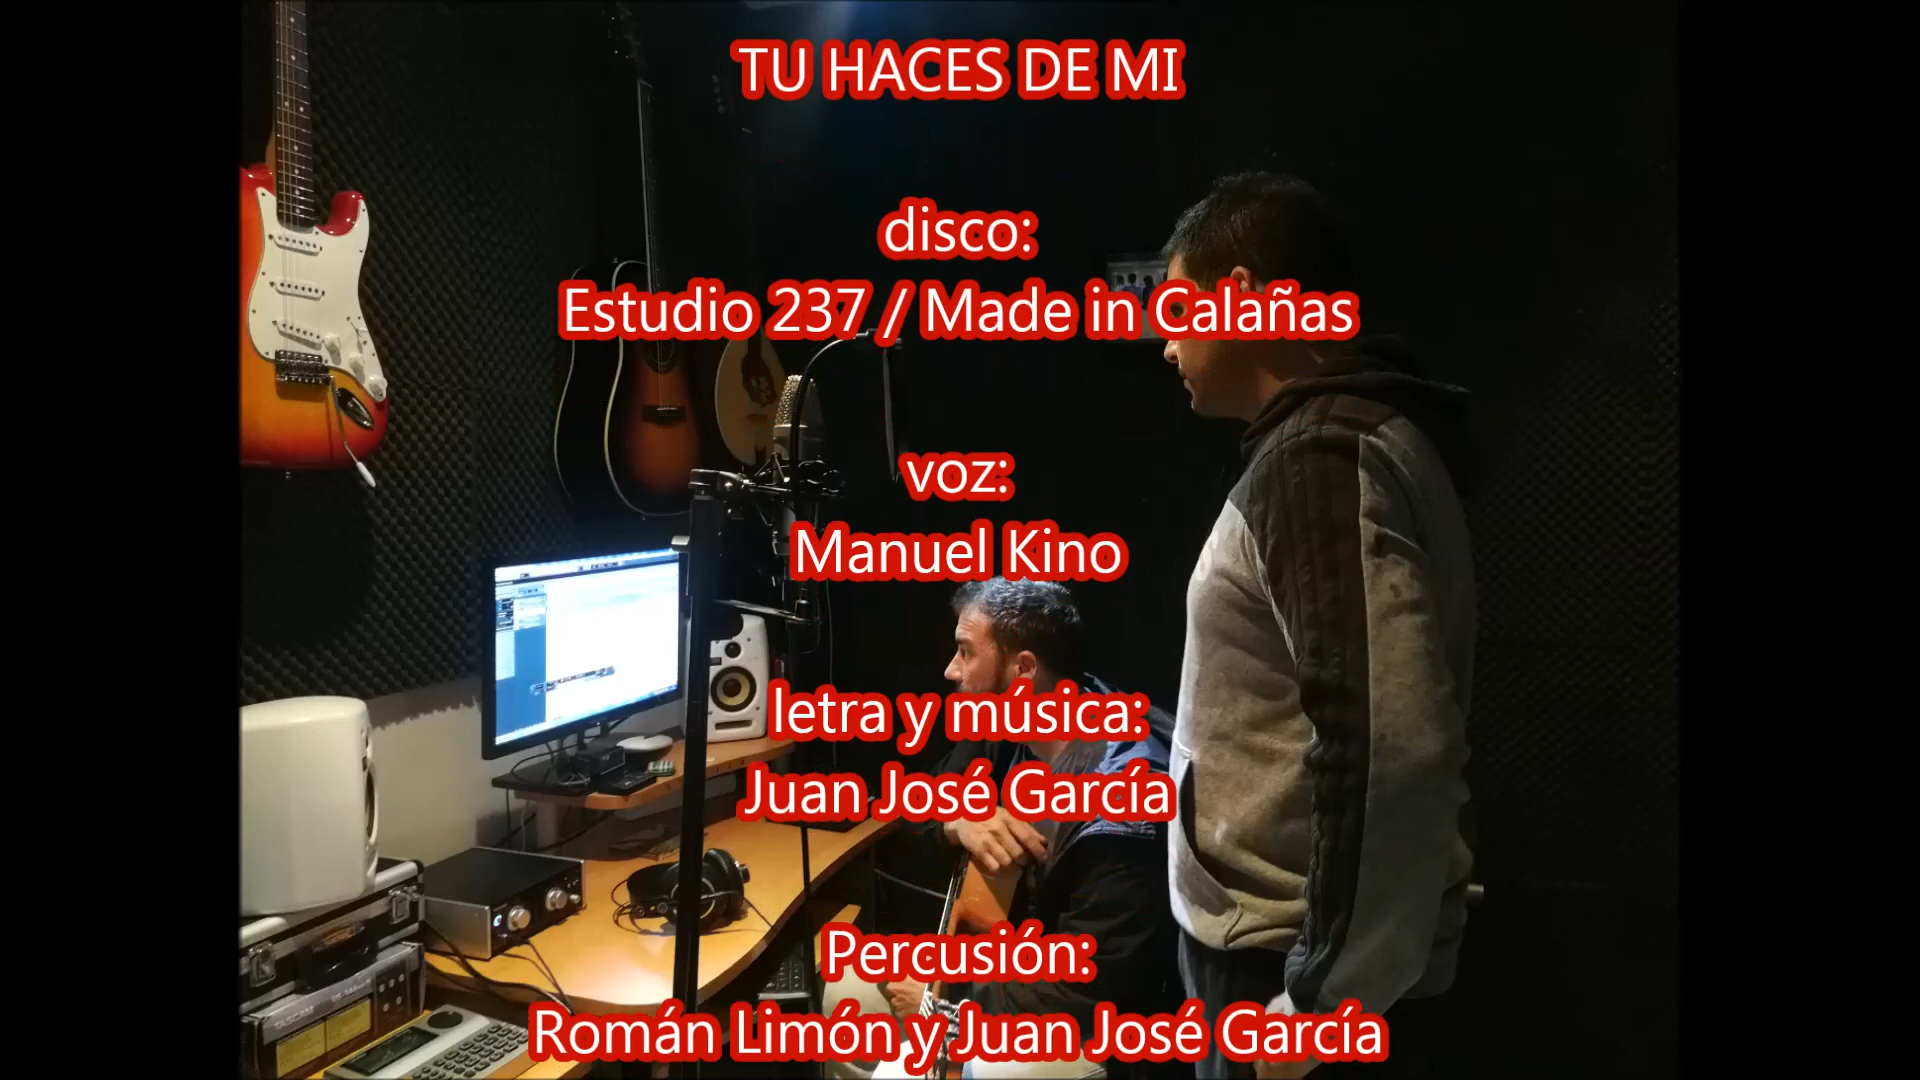 TU HACES DE MI
disco:
Estudio 237 / Made in Calañas
voz:
Manuel Kino
letra y música:
Juan José García
Percusión:
Román Limón y Juan José García
TASCAM